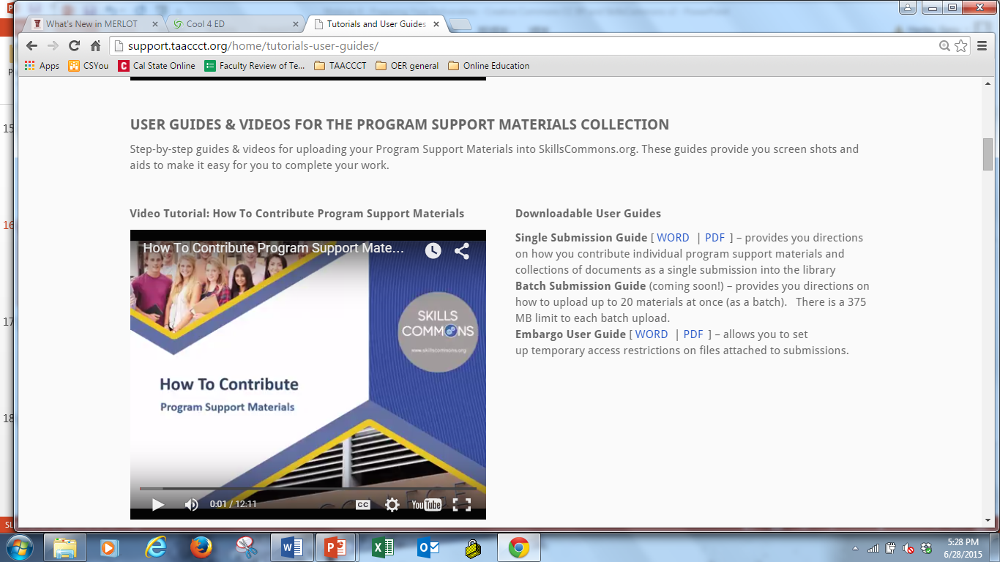 What's New in MERLOT
Cool 4 ED
Tutorials and User Guides
support.taaccct.org/home/tutorials-user-guides/
Apps
CSYou
Cal State Online
Faculty Review of Te...
TAACCCT
OER general
Online Education
15
16
17
18
USER GUIDES & VIDEOS FOR THE PROGRAM SUPPORT MATERIALS COLLECTION
Step-by-step guides & videos for uploading your Program Support Materials into SkillsCommons.org. These guides provide you screen shots and
aids to make it easy for you to complete your work.
Video Tutorial: How To Contribute Program Support Materials
How To Contribute Program Support Mate...
SKILLS
COMMONS
www.skillscommons.org
How To Contribute
Program Support Materials
0:01 / 12:11
CC
YouTube
Downloadable User Guides
Single Submission Guide [ WORD | PDF ] – provides you directions
on how you contribute individual program support materials and
collections of documents as a single submission into the library
Batch Submission Guide (coming soon!) – provides you directions on
how to upload up to 20 materials at once (as a batch). There is a 375
MB limit to each batch upload.
Embargo User Guide [ WORD | PDF ] – allows you to set
up temporary access restrictions on files attached to submissions.
5:28 PM
6/28/2015